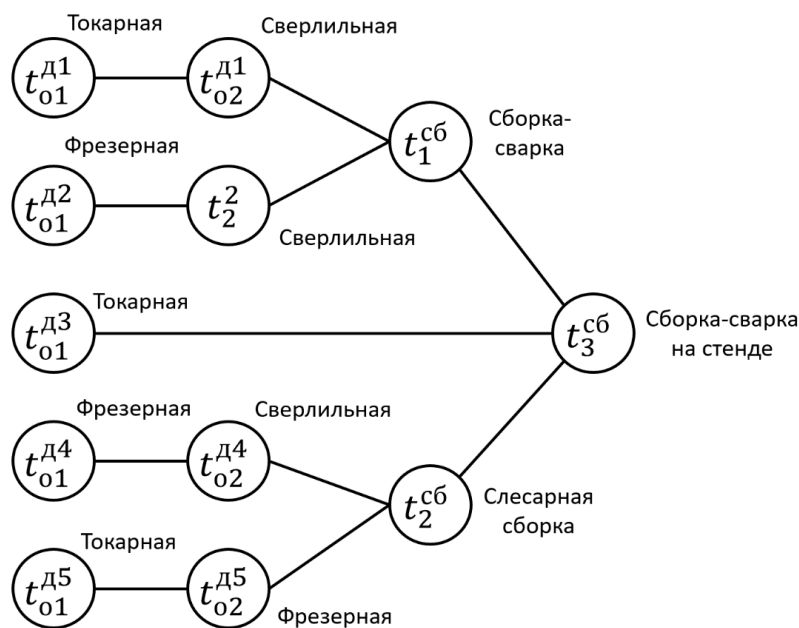 Токарная
Сверлильная
t_{о1}^{д1}
t_{о2}^{д1}
Фрезерная
t_1^{сб}
Сборка-
сварка
t_{о1}^{д2}
t_2^2
Сверлильная
Токарная
t_{о1}^{д3}
t_3^{сб}
Сборка-сварка
на стенде
Фрезерная
Сверлильная
t_{о1}^{д4}
t_{о2}^{д4}
t_2^{сб}
Слесарная
сборка
Токарная
t_{о1}^{д5}
t_{о2}^{д5}
Фрезерная